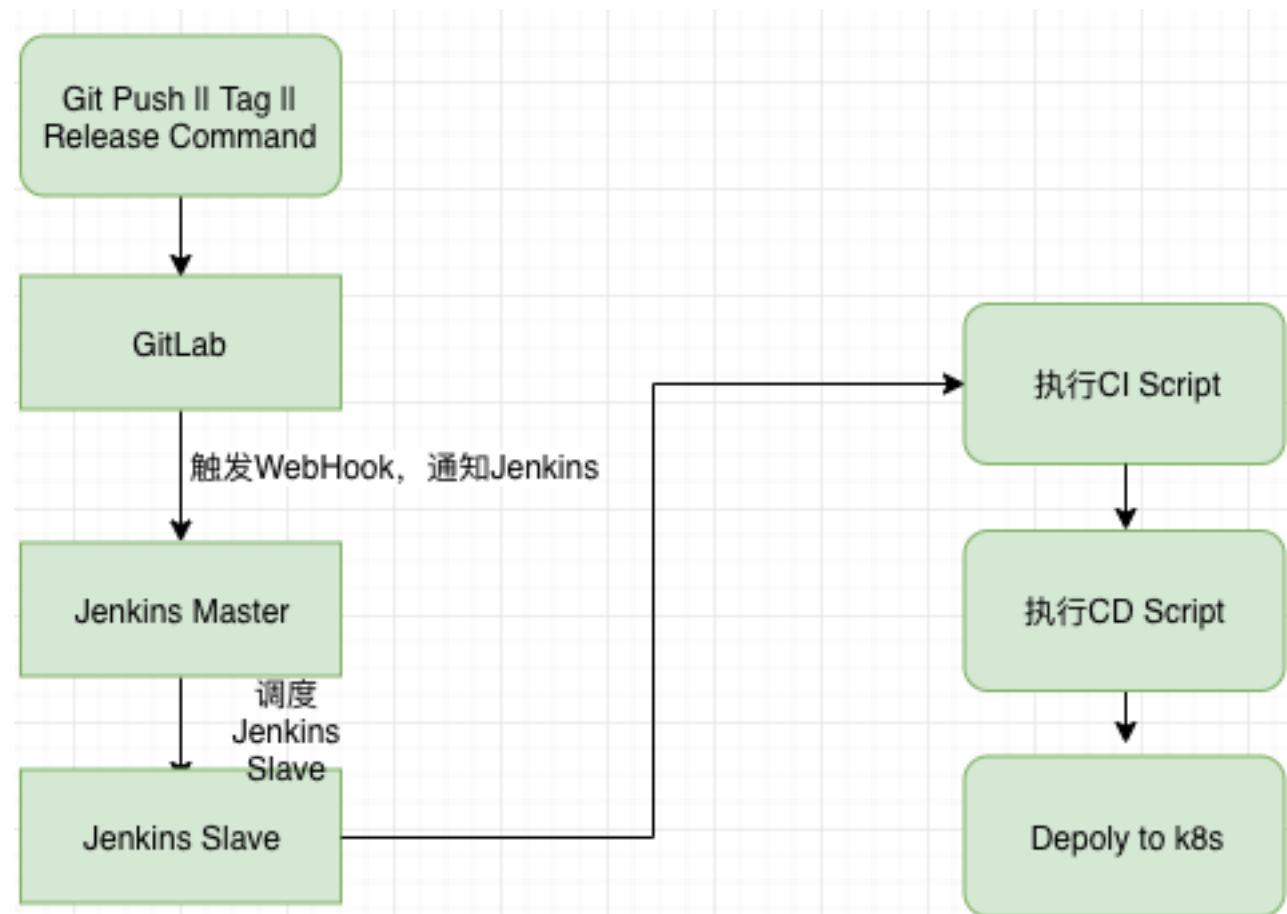 Git Push || Tag ||
Release Command
GitLab
触发WebHook，通知Jenkins
Jenkins Master
调度
Jenkins
Slave
Jenkins Slave
执行CI Script
执行CD Script
Depoly to k8s